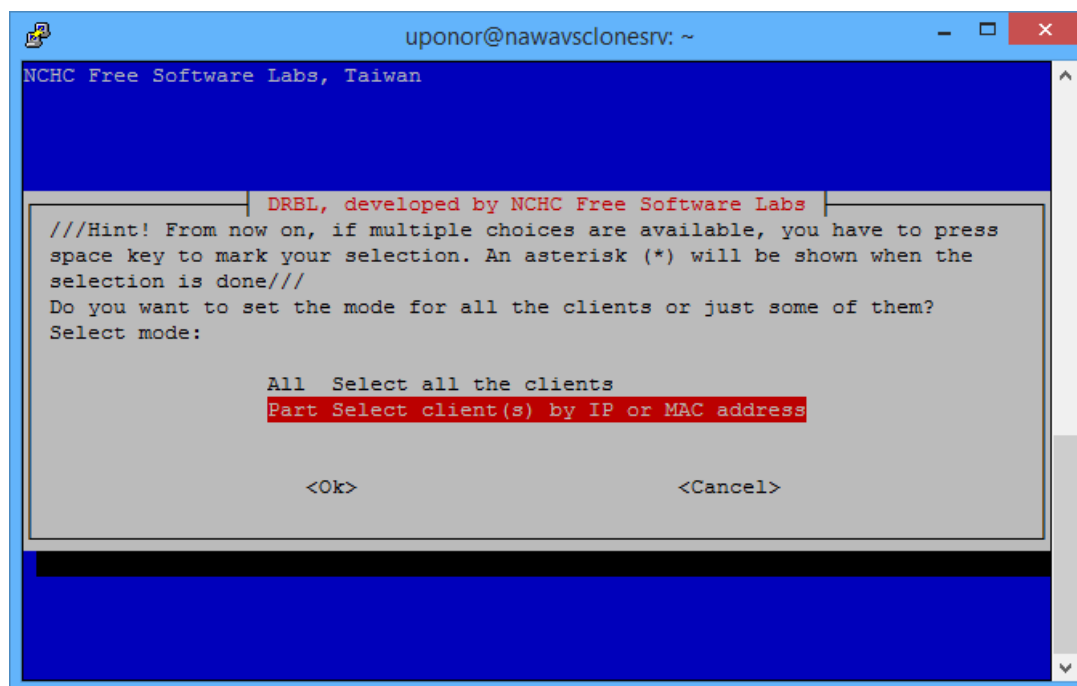 uponor@nawavsclonesrv: ~
NCHC Free Software Labs, Taiwan
DRBL, developed by NCHC Free Software Labs
///Hint! From now on, if multiple choices are available, you have to press
space key to mark your selection. An asterisk (*) will be shown when the
selection is done///
Do you want to set the mode for all the clients or just some of them?
Select mode:
All  Select all the clients
Part Select client(s) by IP or MAC address
<Ok> <Cancel>